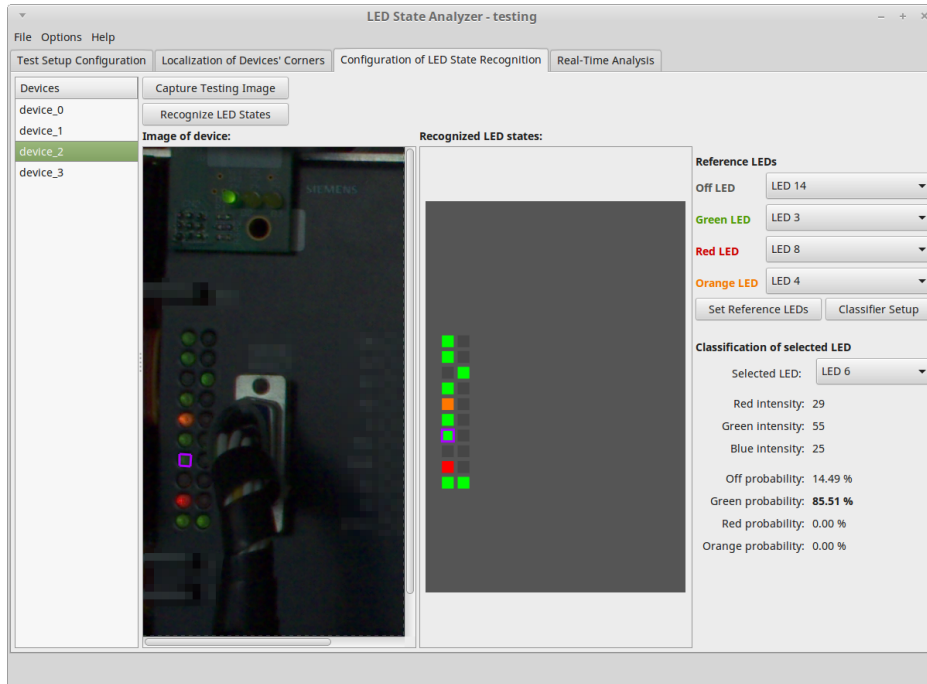 LED State Analyzer - testing
File Options Help
Test Setup Configuration Localization of Devices' Corners Configuration of LED State Recognition Real-Time Analysis
Devices
device_0
device_1
device_2
device_3
Capture Testing Image
Recognize LED States
Image of device:
SIEMENS
Recognized LED states:
Reference LEDs
Off LED LED 14
Green LED LED 3
Red LED LED 8
Orange LED LED 4
Set Reference LEDs Classifier Setup
Classification of selected LED
Selected LED: LED 6
Red Intensity: 29
Green intensity: 55
Blue Intensity: 25
Off probability: 14.49 %
Green probability: 85.51 %
Red probability: 0.00 %
Orange probability: 0.00 %